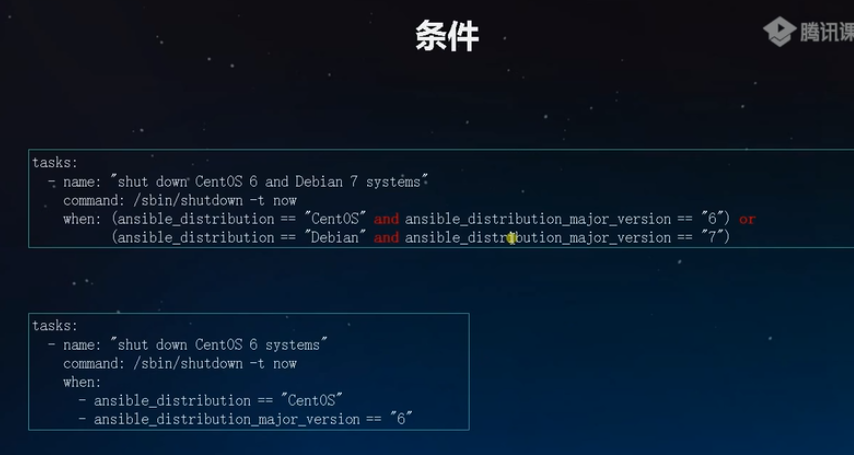 条件
腾讯课
tasks:
  - name: "shut down CentOS 6 and Debian 7 systems"
    command: /sbin/shutdown -t now
    when: (ansible_distribution == "CentOS" and ansible_distribution_major_version == "6") or
          (ansible_distribution == "Debian" and ansible_distribution_major_version == "7")
tasks:
  - name: "shut down CentOS 6 systems"
    command: /sbin/shutdown -t now
    when:
      - ansible_distribution == "CentOS"
      - ansible_distribution_major_version == "6"